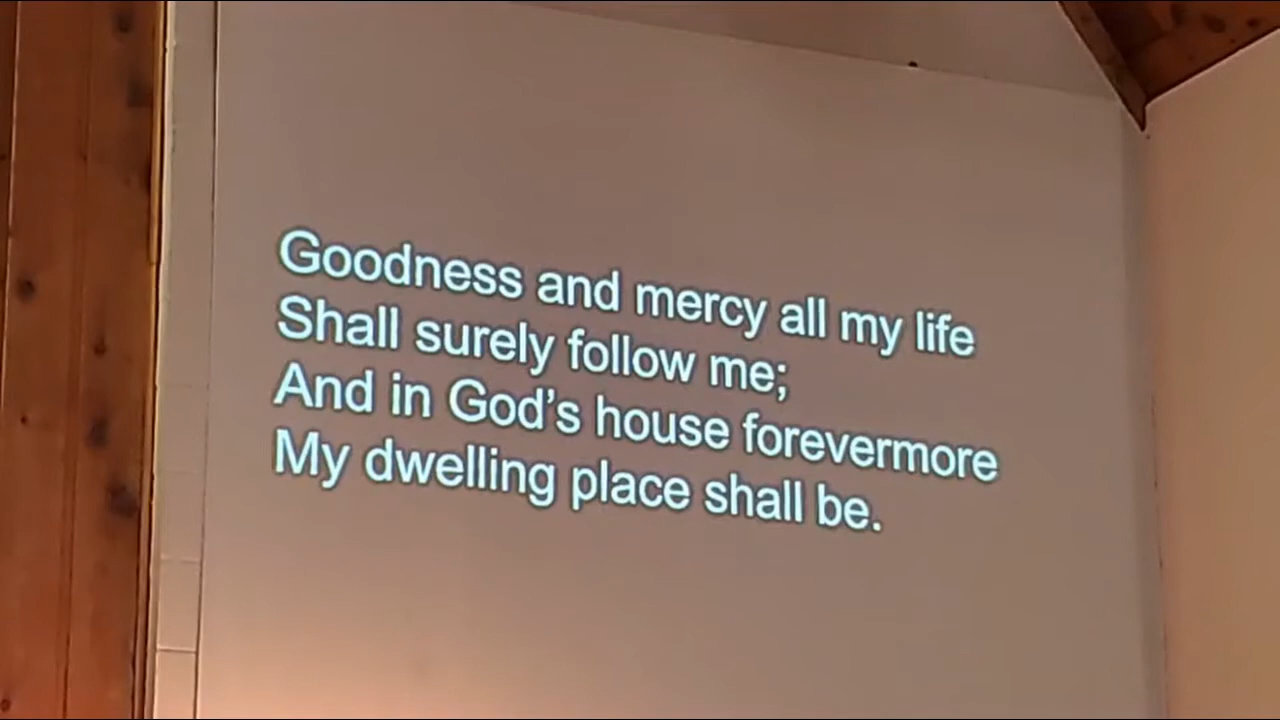 Goodness and mercy all my life
Shall surely follow me;
And in God's house forevermore
My dwelling place shall be.